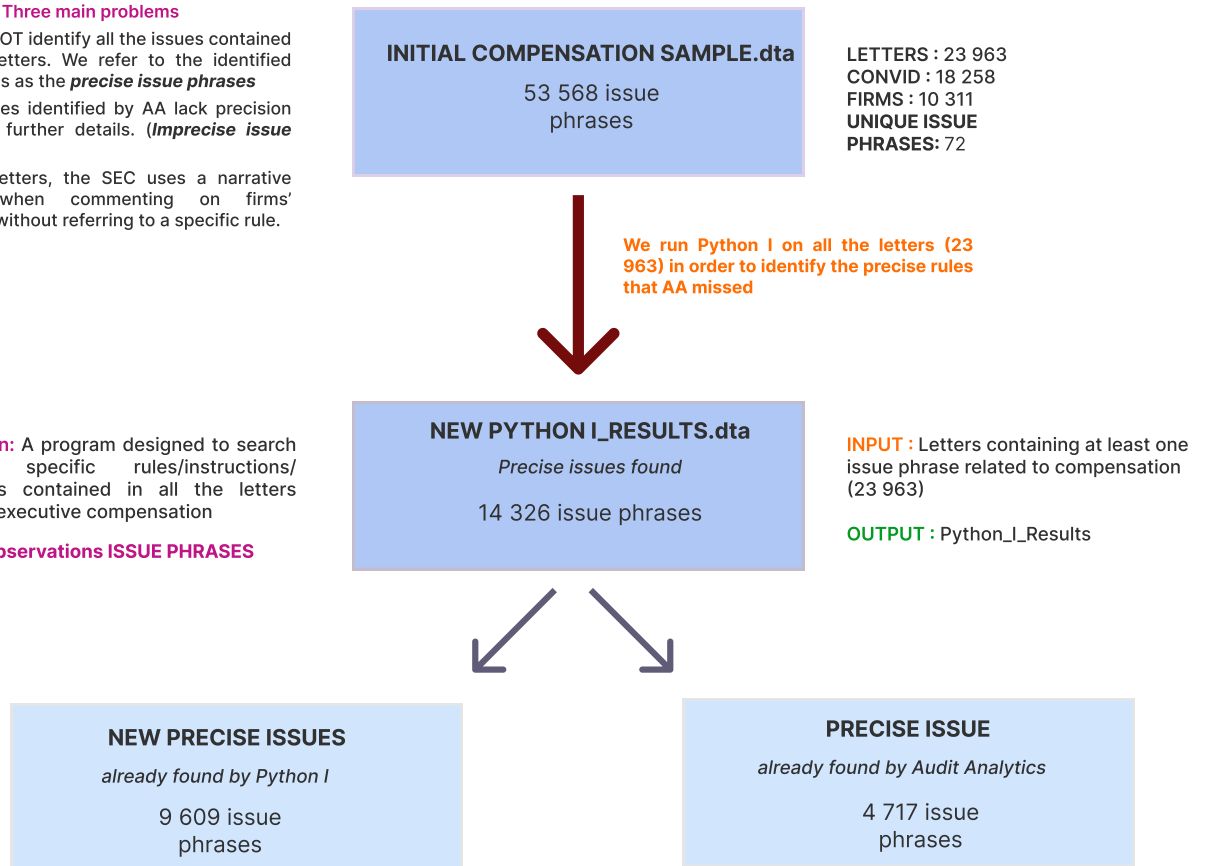 Three main problems
OT identify all the issues contained
etters. We refer to the identified
s as the precise issue phrases
es identified by AA lack precision
further details. (Imprecise issue
etters, the SEC uses a narrative
when commenting on firms’
without referring to a specific rule.
INITIAL COMPENSATION SAMPLE.dta
53 568 issue
phrases
LETTERS : 23 963
CONVID : 18 258
FIRMS : 10 311
UNIQUE ISSUE
PHRASES: 72
We run Python I on all the letters (23
963) in order to identify the precise rules
that AA missed
n: A program designed to search
specific rules/instructions/
s contained in all the letters
executive compensation
bservations ISSUE PHRASES
NEW PYTHON I_RESULTS.dta
Precise issues found
14 326 issue phrases
INPUT : Letters containing at least one
issue phrase related to compensation
(23 963)
OUTPUT : Python_I_Results
NEW PRECISE ISSUES
already found by Python I
9 609 issue
phrases
PRECISE ISSUE
already found by Audit Analytics
4 717 issue
phrases